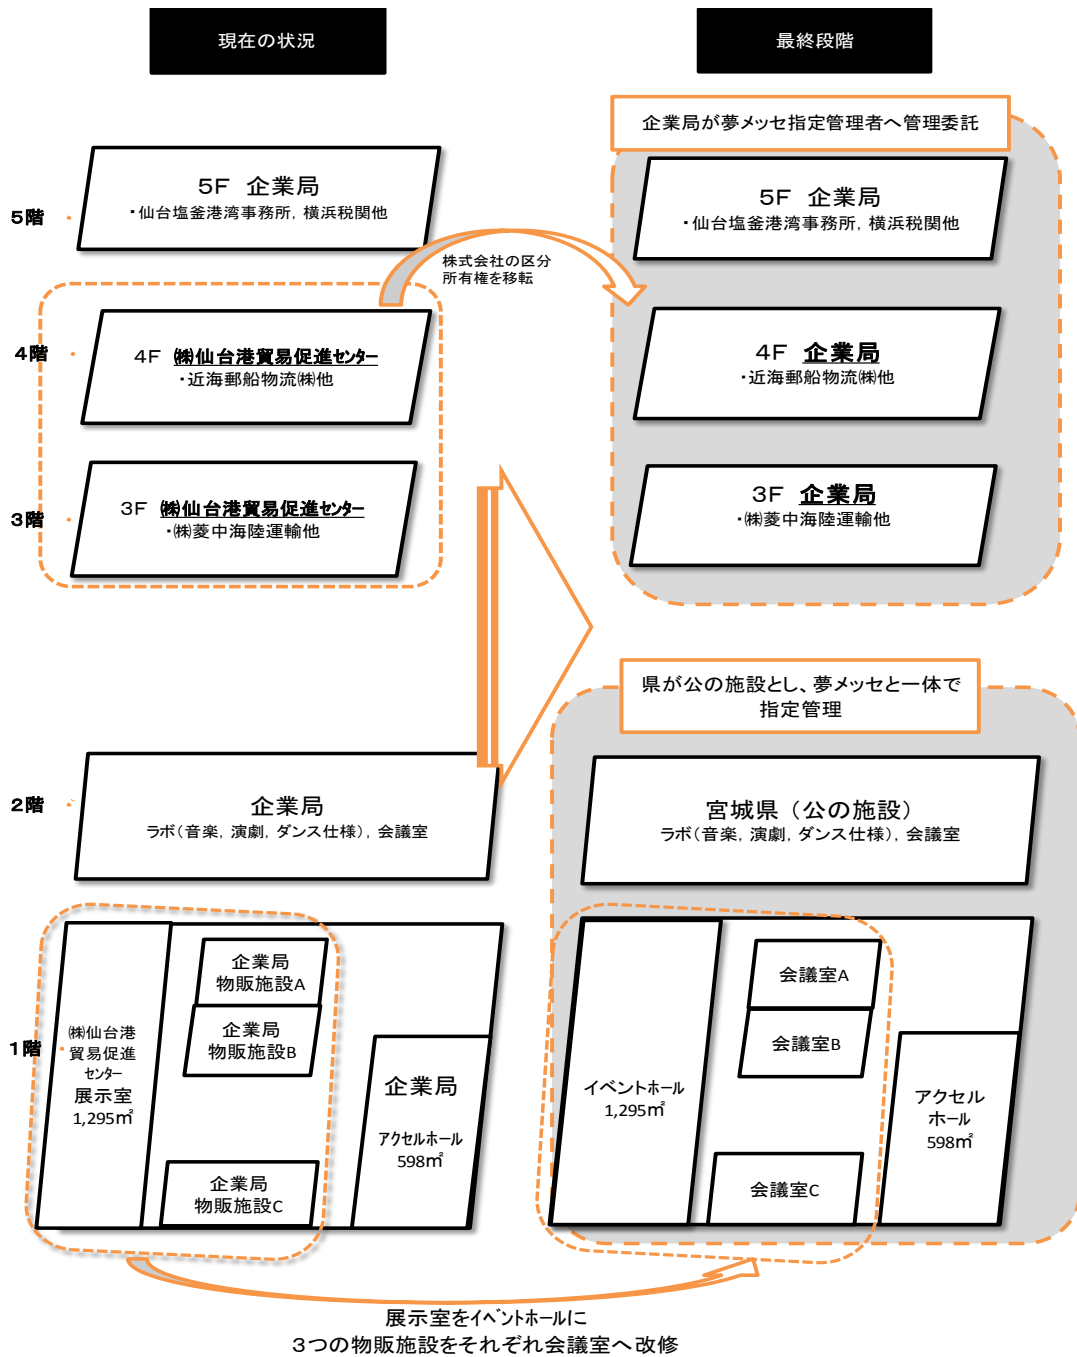 現在の状況
最終段階
企業局が夢メッセ指定管理者へ管理委託
5階
5F 企業局
・仙台塩釜港湾事務所，横浜税関他
5F 企業局
・仙台塩釜港湾事務所，横浜税関他
株式会社の区分
所有権を移転
4階
4F ㈱仙台港貿易促進センター
・近海郵船物流㈱他
4F 企業局
・近海郵船物流㈱他
3階
3F ㈱仙台港貿易促進センター
・㈱菱中海陸運輸他
3F 企業局
・㈱菱中海陸運輸他
県が公の施設とし、夢メッセと一体で
指定管理
2階
企業局
ラボ（音楽，演劇，ダンス仕様），会議室
宮城県（公の施設）
ラボ（音楽，演劇，ダンス仕様），会議室
1階
㈱仙台港
貿易促進
センター
展示室
1,295㎡
企業局
物販施設A
企業局
物販施設B
企業局
物販施設C
企業局
アクセルホール
598㎡
イベントホール
1,295㎡
会議室A
会議室B
会議室C
アクセル
ホール
598㎡
展示室をイベントホールに
３つの物販施設をそれぞれ会議室へ改修